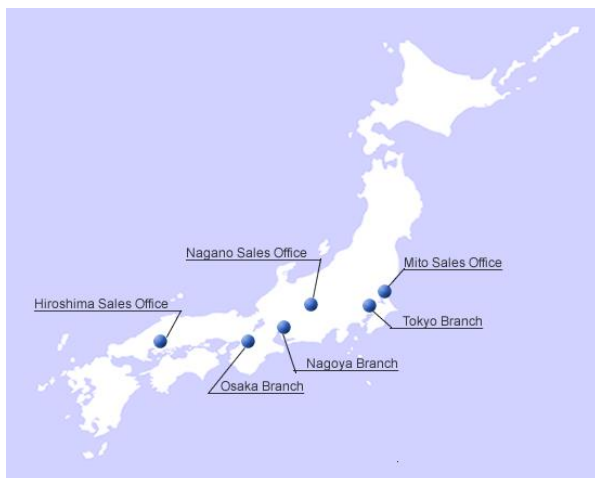 Nagano Sales Office
Mito Sales Office
Hiroshima Sales Office
Tokyo Branch
Nagoya Branch
Osaka Branch